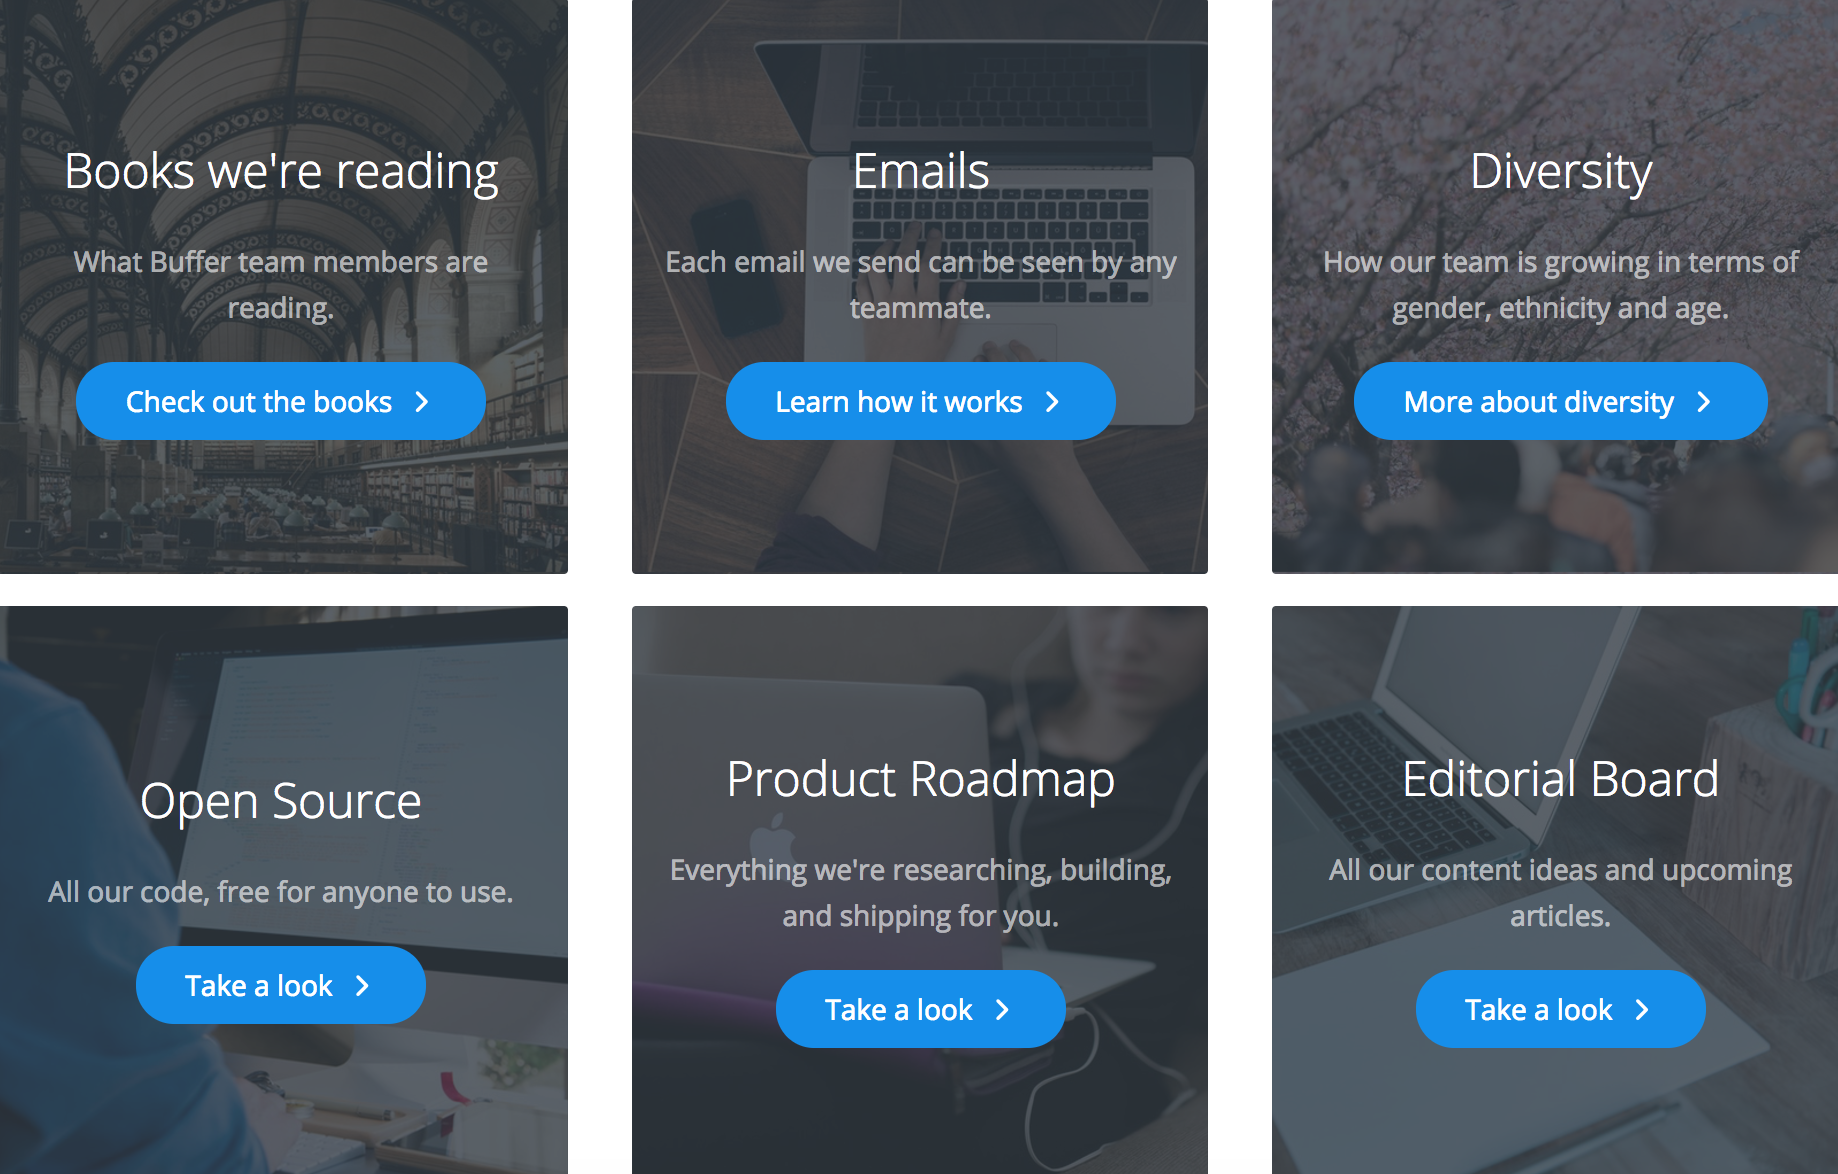 Books we're reading
What Buffer team members are
reading.
Check out the books
Emails
Each email we send can be seen by any
teammate.
Learn how it works
Diversity
How our team is growing in terms of
gender, ethnicity and age.
More about diversity
Open Source
All our code, free for anyone to use.
Take a look
Product Roadmap
Everything we're researching, building,
and shipping for you.
Take a look
Editorial Board
All our content ideas and upcoming
articles.
Take a look